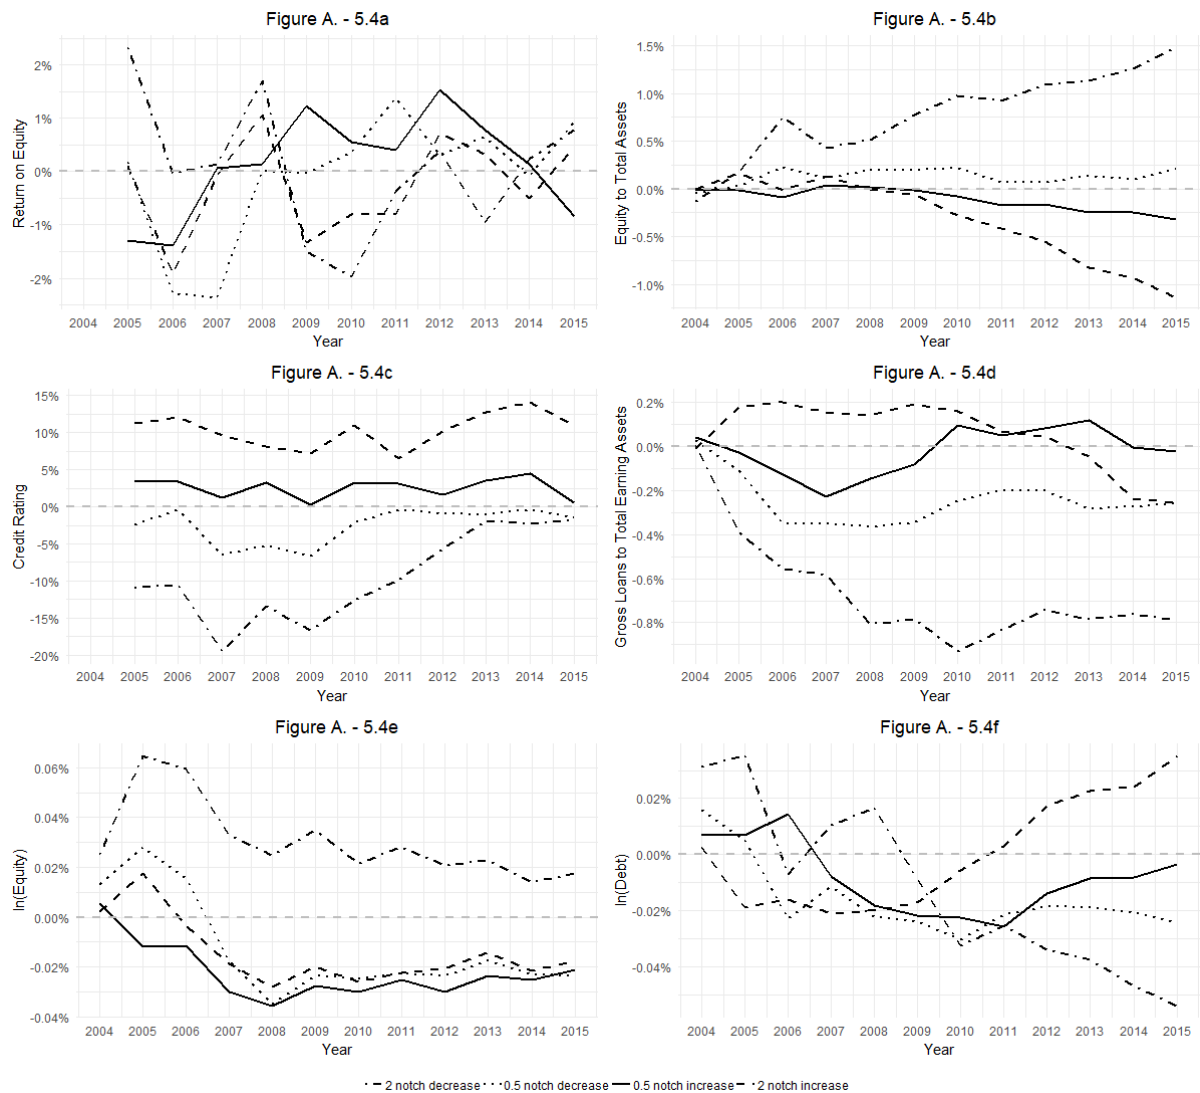 Figure A. - 5.4a
Return on Equity
2%
1%
0%
-1%
-2%
2004 2005 2006 2007 2008 2009 2010 2011 2012 2013 2014 2015
Year
Figure A. - 5.4b
Equity to Total Assets
1.5%
1.0%
0.5%
0.0%
-0.5%
-1.0%
2004 2005 2006 2007 2008 2009 2010 2011 2012 2013 2014 2015
Year
Figure A. - 5.4c
Credit Rating
15%
10%
5%
0%
-5%
-10%
-15%
-20%
2004 2005 2006 2007 2008 2009 2010 2011 2012 2013 2014 2015
Year
Figure A. - 5.4d
Gross Loans to Total Earning Assets
0.2%
0.0%
-0.2%
-0.4%
-0.6%
-0.8%
2004 2005 2006 2007 2008 2009 2010 2011 2012 2013 2014 2015
Year
Figure A. - 5.4e
ln(Equity)
0.06%
0.04%
0.02%
0.00%
-0.02%
-0.04%
2004 2005 2006 2007 2008 2009 2010 2011 2012 2013 2014 2015
Year
Figure A. - 5.4f
ln(Debt)
0.02%
0.00%
-0.02%
-0.04%
2004 2005 2006 2007 2008 2009 2010 2011 2012 2013 2014 2015
Year
2 notch decrease 0.5 notch decrease 0.5 notch increase 2 notch increase